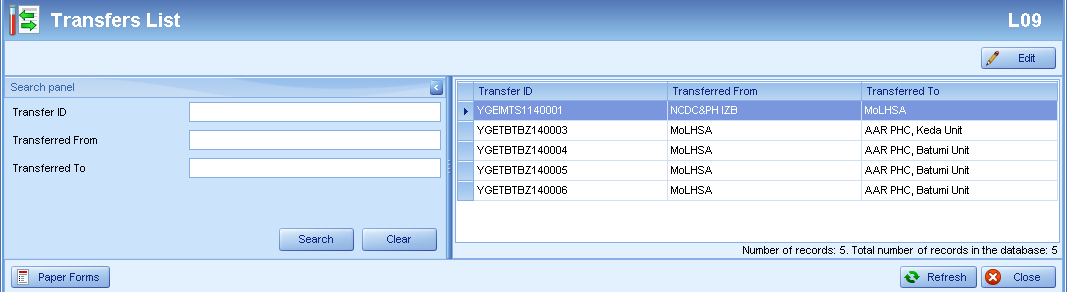 Transfers List
L09
Edit
Search panel
Transfer ID
Transferred From
Transferred To
Search
Clear
Transfer ID Transferred From Transferred To
YGEIMTS1140001 NCDC&PH IZB MoLHSA
YGETBTBZ140003 MoLHSA AAR PHC, Keda Unit
YGETBTBZ140004 MoLHSA AAR PHC, Batumi Unit
YGETBTBZ140005 MoLHSA AAR PHC, Batumi Unit
YGETBTBZ140006 MoLHSA AAR PHC, Batumi Unit
Number of records: 5. Total number of records in the database: 5
Paper Forms
Refresh
Close